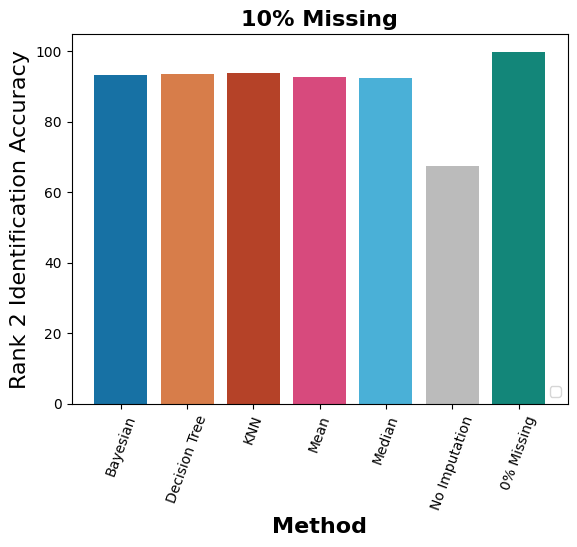 10% Missing
Rank 2 Identification Accuracy
100
80
60
40
20
0
Bayesian
Decision Tree
KNN
Mean
Median
No Imputation
0% Missing
Method